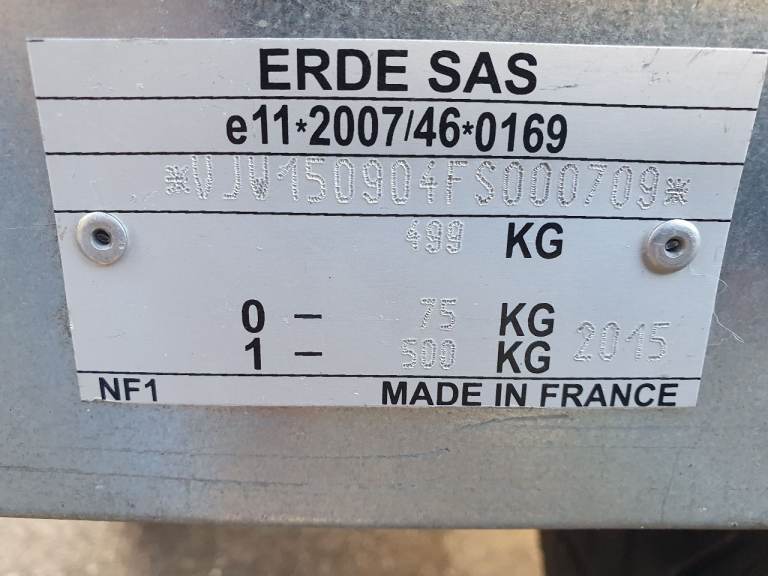 ERDE SAS
e11*2007/46*0169
*VJV150904FS000709*
499 KG
0 – 75 KG
1 – 500 KG 2015
NF1 MADE IN FRANCE